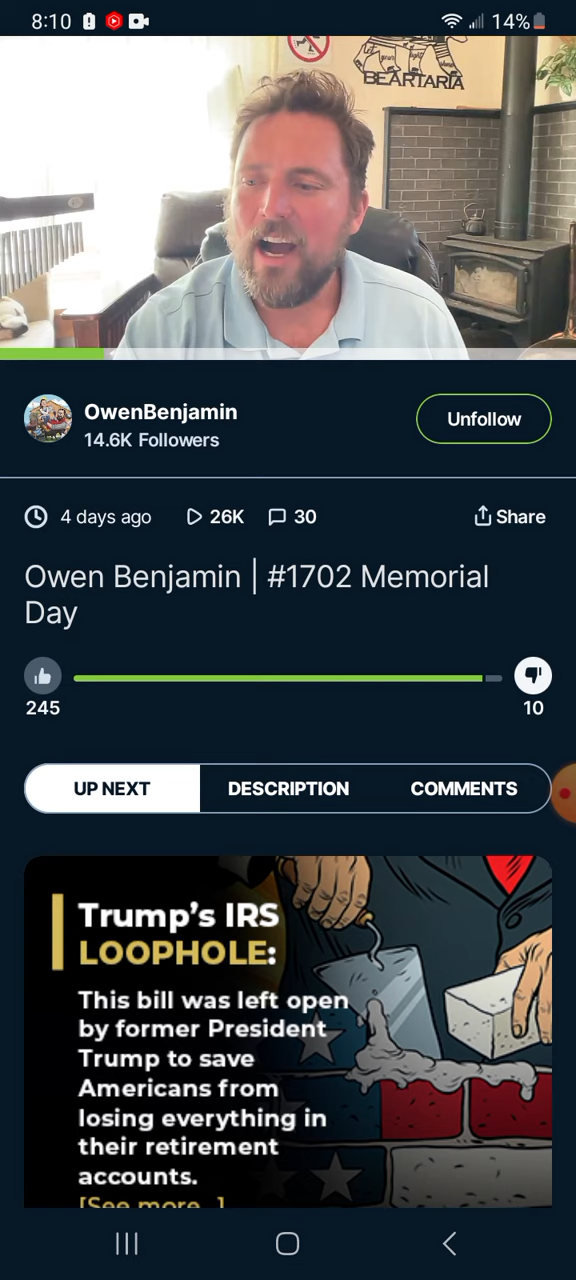 8:10
14%
BEARTARIA
OwenBenjamin
14.6K Followers
Unfollow
4 days ago
26K
30
Share
Owen Benjamin | #1702 Memorial
Day
245
10
UP NEXT
DESCRIPTION
COMMENTS
Trump's IRS
LOOPHOLE:
This bill was left open
by former President
Trump to save
Americans from
losing everything in
their retirement
accounts.
[See more...]